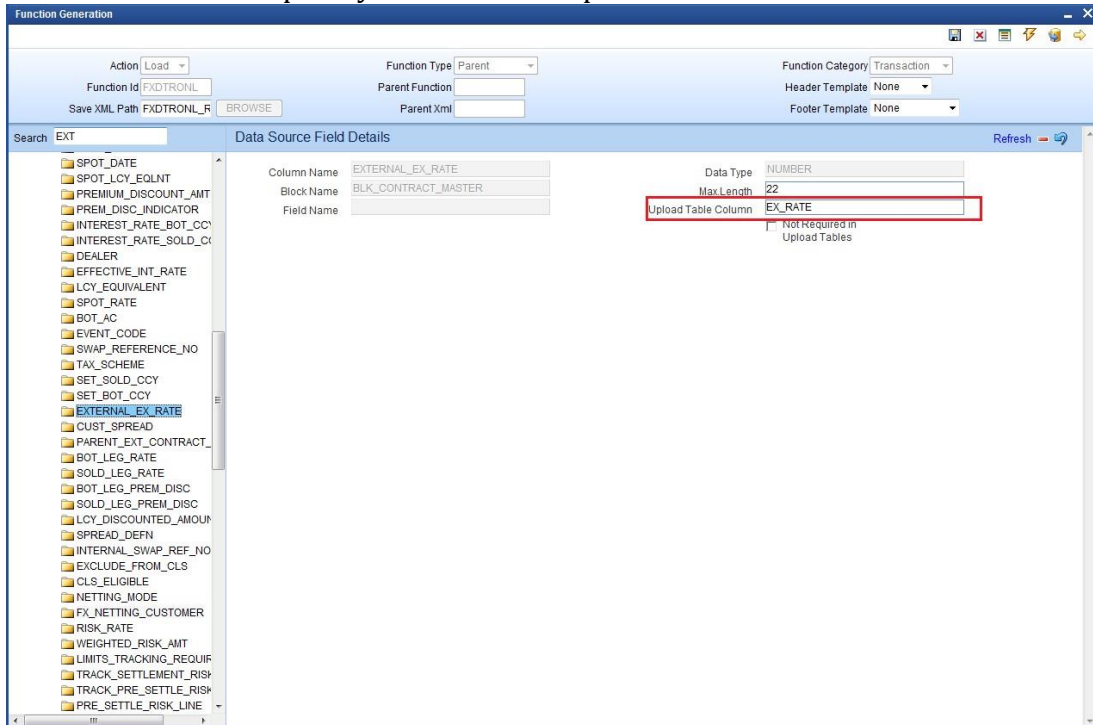 Function Generation
Action Load
Function Type Parent
Function Category Transaction
Function Id FXDTRONL
Parent Function
Header Template None
Save XML Path FXDTRONL_R BROWSE
Parent Xml
Footer Template None
Search EXT
Data Source Field Details
Refresh
SPOT_DATE
SPOT_LCY_EQLNT
PREMIUM_DISCOUNT_AMT
PREM_DISC_INDICATOR
INTEREST_RATE_BOT_CCY
INTEREST_RATE_SOLD_CC
DEALER
EFFECTIVE_INT_RATE
LCY_EQUIVALENT
SPOT_RATE
BOT_AC
EVENT_CODE
SWAP_REFERENCE_NO
TAX_SCHEME
SET_SOLD_CCY
SET_BOT_CCY
EXTERNAL_EX_RATE
CUST_SPREAD
PARENT_EXT_CONTRACT_
BOT_LEG_RATE
SOLD_LEG_RATE
BOT_LEG_PREM_DISC
SOLD_LEG_PREM_DISC
LCY_DISCOUNTED_AMOUN
SPREAD_DEFN
INTERNAL_SWAP_REF_NO
EXCLUDE_FROM_CLS
CLS_ELIGIBLE
NETTING_MODE
FX_NETTING_CUSTOMER
RISK_RATE
WEIGHTED_RISK_AMT
LIMITS_TRACKING_REQUIR
TRACK_SETTLEMENT_RISK
TRACK_PRE_SETTLE_RISK
PRE_SETTLE_RISK_LINE
Column Name EXTERNAL_EX_RATE
Data Type NUMBER
Block Name BLK_CONTRACT_MASTER
Max.Length 22
Field Name
Upload Table Column EX_RATE
Not Required in
Upload Tables